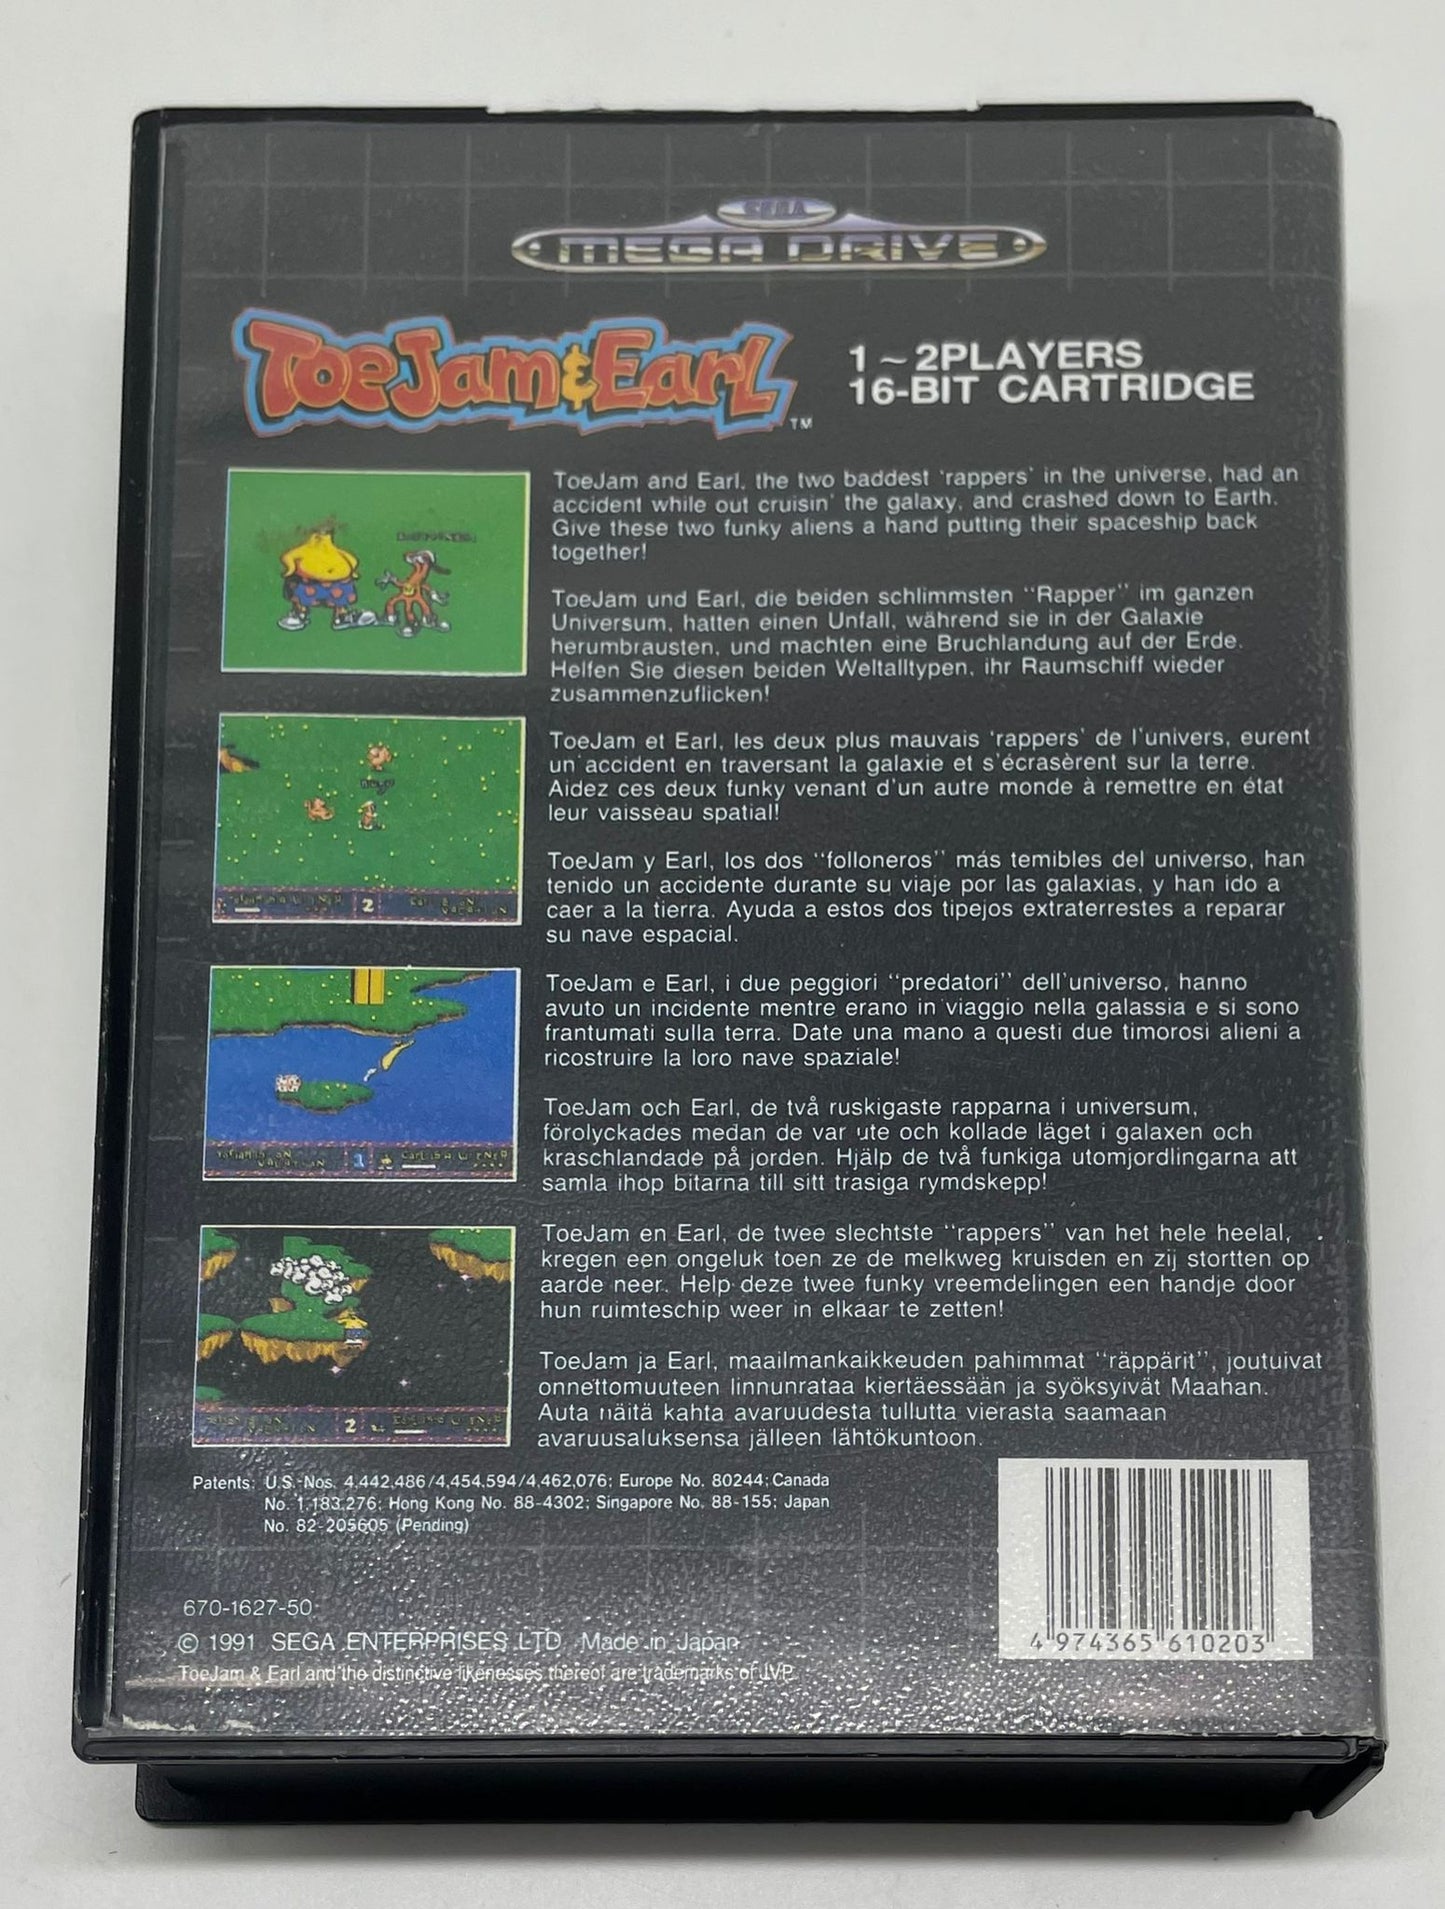 SEGA
MEGA DRIVE
ToeJam & Earl TM
1 ~ 2PLAYERS
16-BIT CARTRIDGE
ToeJam and Earl, the two baddest 'rappers' in the universe, had an
accident while out cruisin' the galaxy, and crashed down to Earth.
Give these two funky aliens a hand putting their spaceship back
together!
ToeJam und Earl, die beiden schlimmsten "Rapper" im ganzen
Universum, hatten einen Unfall, während sie in der Galaxie
herumbrausten, und machten eine Bruchlandung auf der Erde.
Helfen Sie diesen beiden Weltalltypen, ihr Raumschiff wieder
zusammenzuflicken!
ToeJam et Earl, les deux plus mauvais 'rappers' de l'univers, eurent
un accident en traversant la galaxie et s'écrasèrent sur la terre.
Aidez ces deux funky venant d'un autre monde à remettre en état
leur vaisseau spatial!
ToeJam y Earl, los dos "folloneros" más temibles del universo, han
tenido un accidente durante su viaje por las galaxias, y han ido a
caer a la tierra. Ayuda a estos dos tipejos extraterrestes a reparar
su nave espacial.
2
ToeJam e Earl, i due peggiori "predatori" dell'universo, hanno
avuto un incidente mentre erano in viaggio nella galassia e si sono
frantumati sulla terra. Date una mano a questi due timorosi alieni a
ricostruire la loro nave spaziale!
ToeJam och Earl, de två ruskigaste rapparna i universum,
förolyckades medan de var ute och kollade läget i galaxen och
kraschlandade på jorden. Hjälp de två funkiga utomjordlingarna att
samla ihop bitarna till sitt trasiga rymdskepp!
1
ToeJam en Earl, de twee slechtste "rappers" van het hele heelal,
kregen een ongeluk toen ze de melkweg kruisden en zij stortten op
aarde neer. Help deze twee funky vreemdelingen een handje door
hun ruimteschip weer in elkaar te zetten!
ToeJam ja Earl, maailmankaikkeuden pahimmat "räppärit", joutuivat
onnettomuuteen linnunrataa kiertäessään ja syöksyivät Maahan.
Auta näitä kahta avaruudesta tullutta vierasta saamaan
avaruusaluksensa jälleen lähtökuntoon.
2
Patents: U.S. Nos. 4,442,486/4,454,594/4,462,076; Europe No. 80244; Canada
No. 1,183,276; Hong Kong No. 88-4302; Singapore No. 88-155; Japan
No. 82-205605 (Pending)
670-1627-50
© 1991 SEGA ENTERPRISES LTD. Made in Japan
ToeJam & Earl and the distinctive likenesses thereof are trademarks of JVP.
4 974365 610203